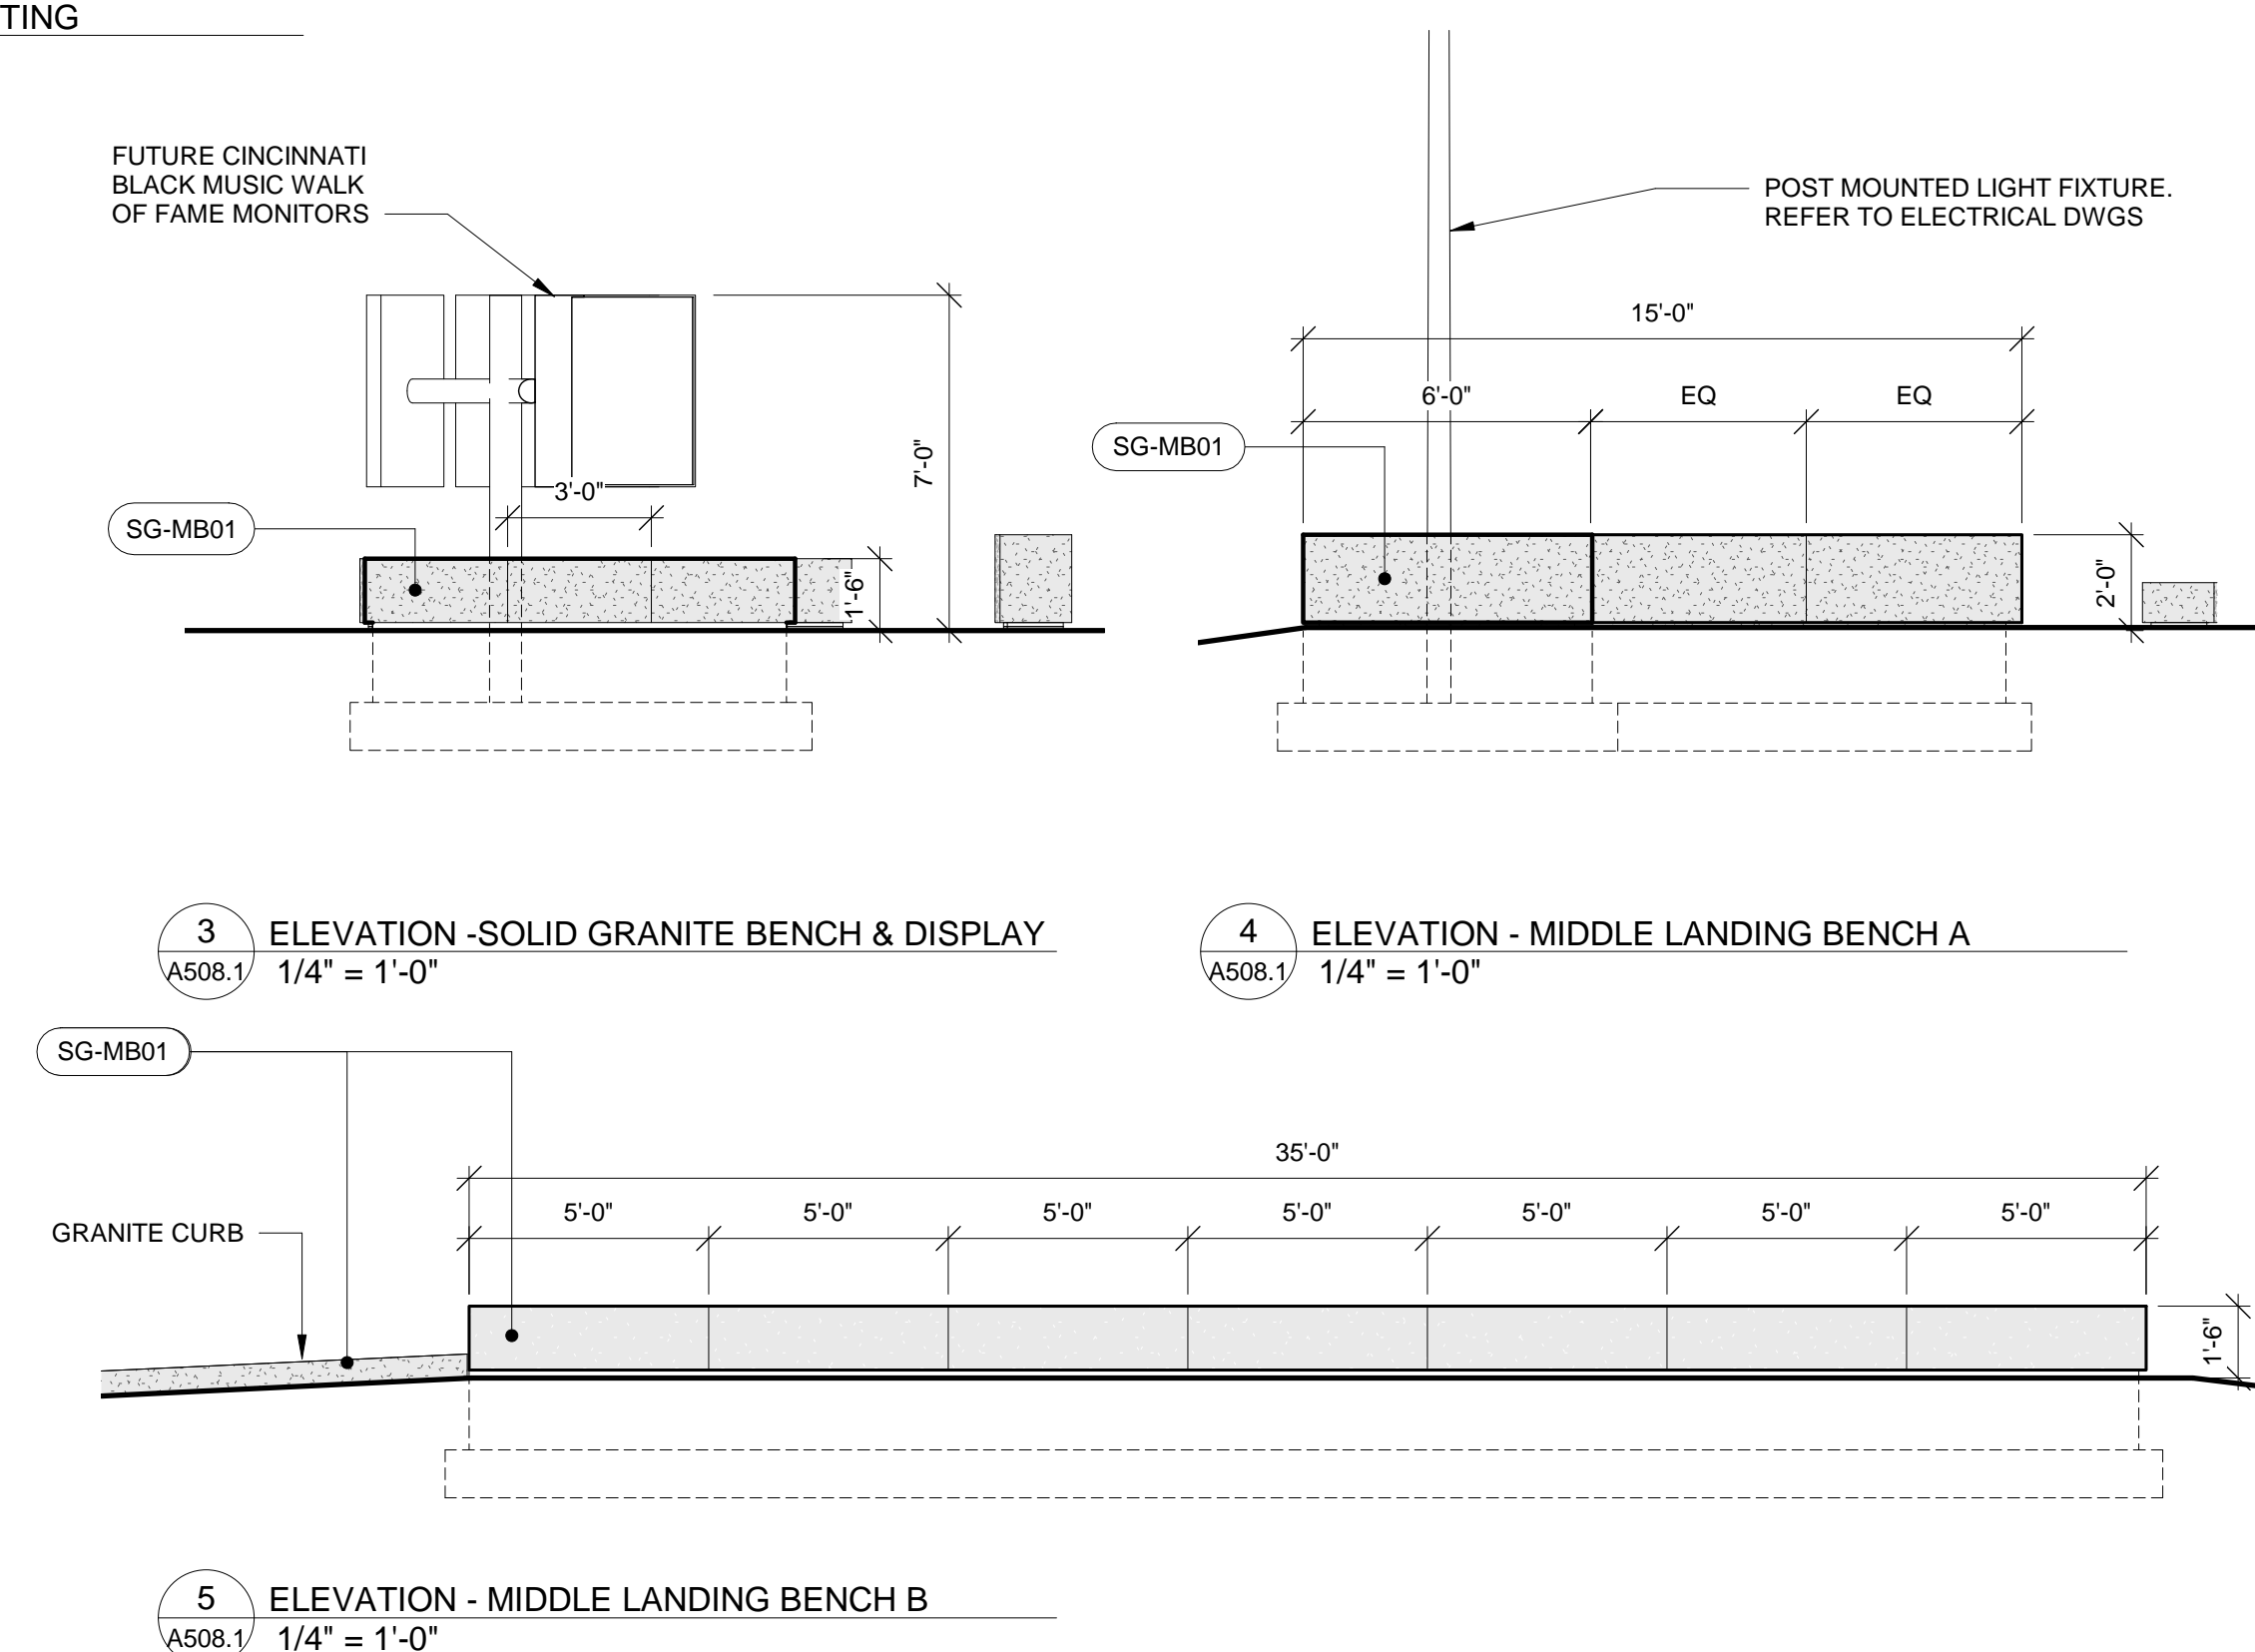 TING
FUTURE CINCINNATI
BLACK MUSIC WALK
OF FAME MONITORS
SG-MB01
3'-0"
7'-0"
1'-6"
POST MOUNTED LIGHT FIXTURE.
REFER TO ELECTRICAL DWGS
15'-0"
6'-0" EQ EQ
SG-MB01
2'-0"
3 ELEVATION -SOLID GRANITE BENCH & DISPLAY
A508.1 1/4" = 1'-0"
4 ELEVATION - MIDDLE LANDING BENCH A
A508.1 1/4" = 1'-0"
SG-MB01
35'-0"
5'-0" 5'-0" 5'-0" 5'-0" 5'-0" 5'-0" 5'-0"
GRANITE CURB
1'-6"
5 ELEVATION - MIDDLE LANDING BENCH B
A508.1 1/4" = 1'-0"